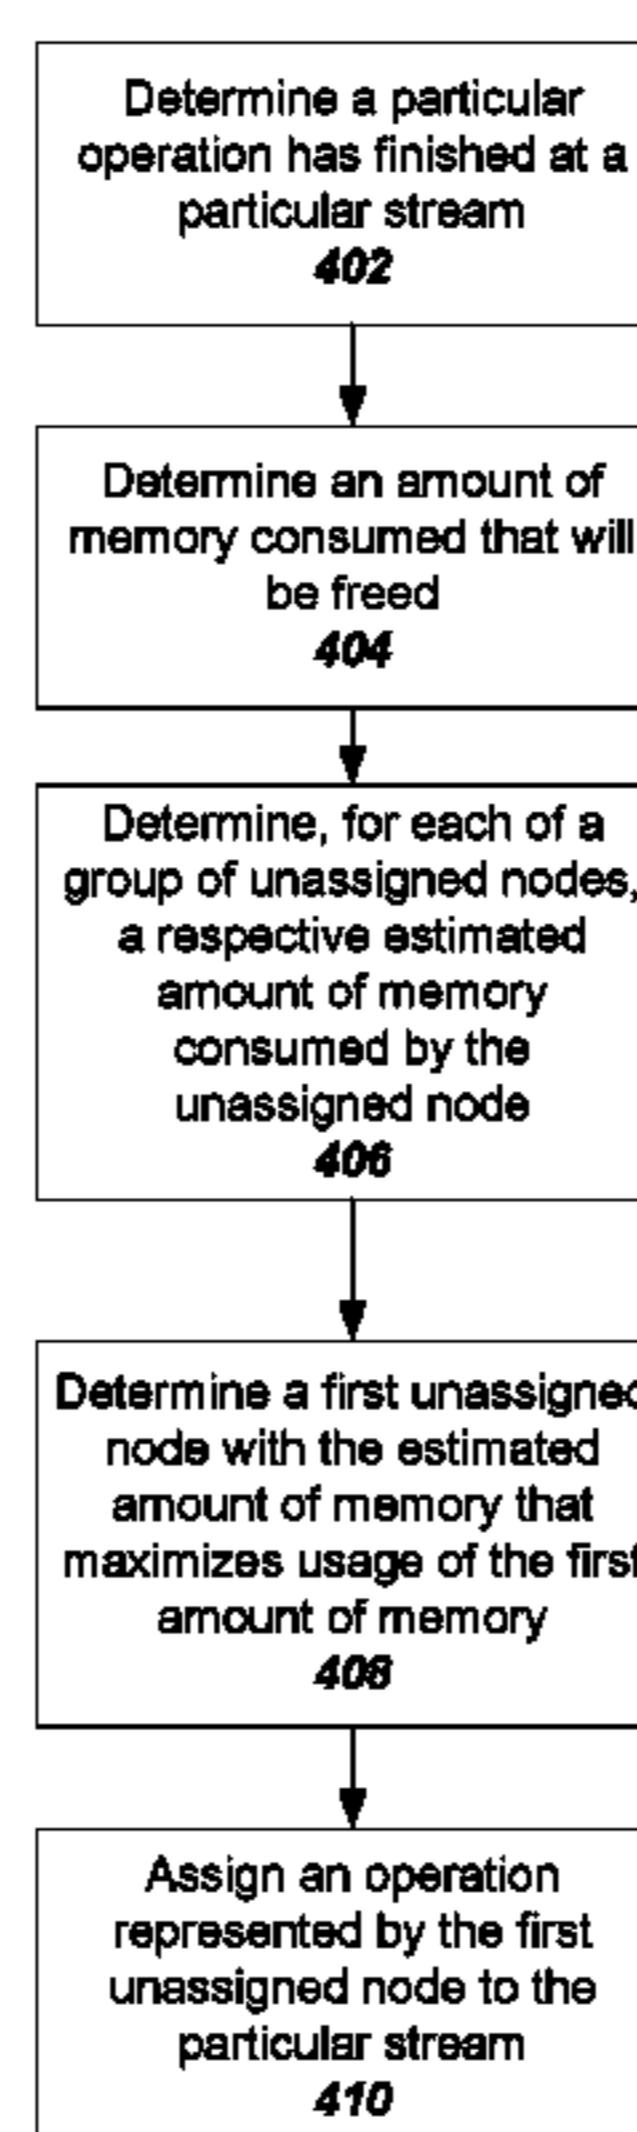 Determine a particular
operation has finished at a
particular stream
402
Determine an amount of
memory consumed that will
be freed
404
Determine, for each of a
group of unassigned nodes,
a respective estimated
amount of memory
consumed by the
unassigned node
406
Determine a first unassigned
node with the estimated
amount of memory that
maximizes usage of the first
amount of memory
408
Assign an operation
represented by the first
unassigned node to the
particular stream
410